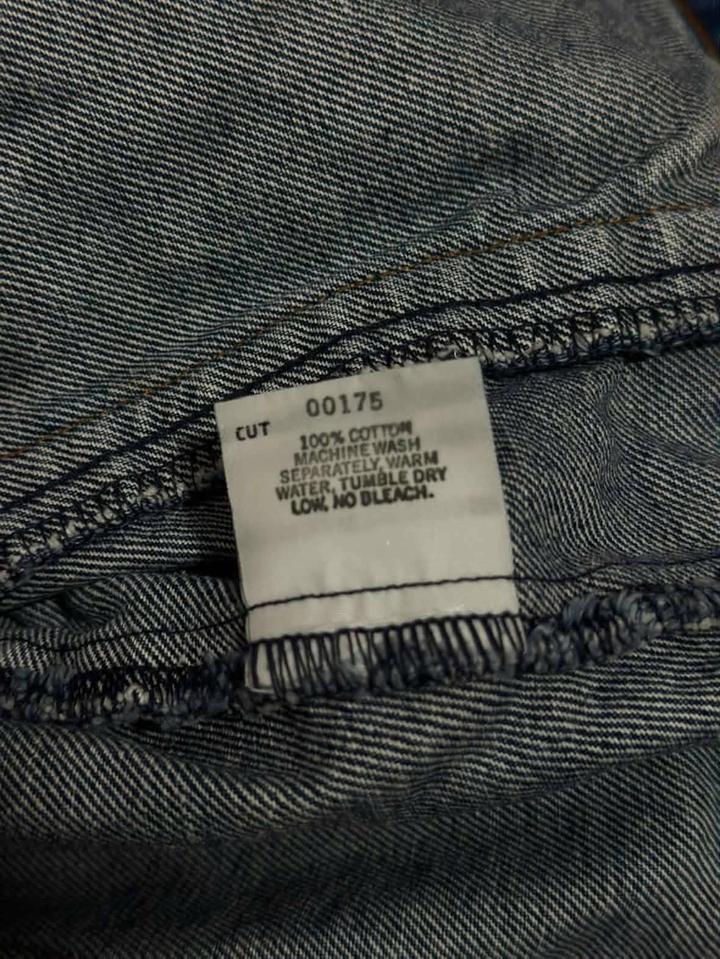 00175
CUT
100% COTTON
MACHINE WASH
SEPARATELY, WARM
WATER, TUMBLE DRY
LOW, NO BLEACH.